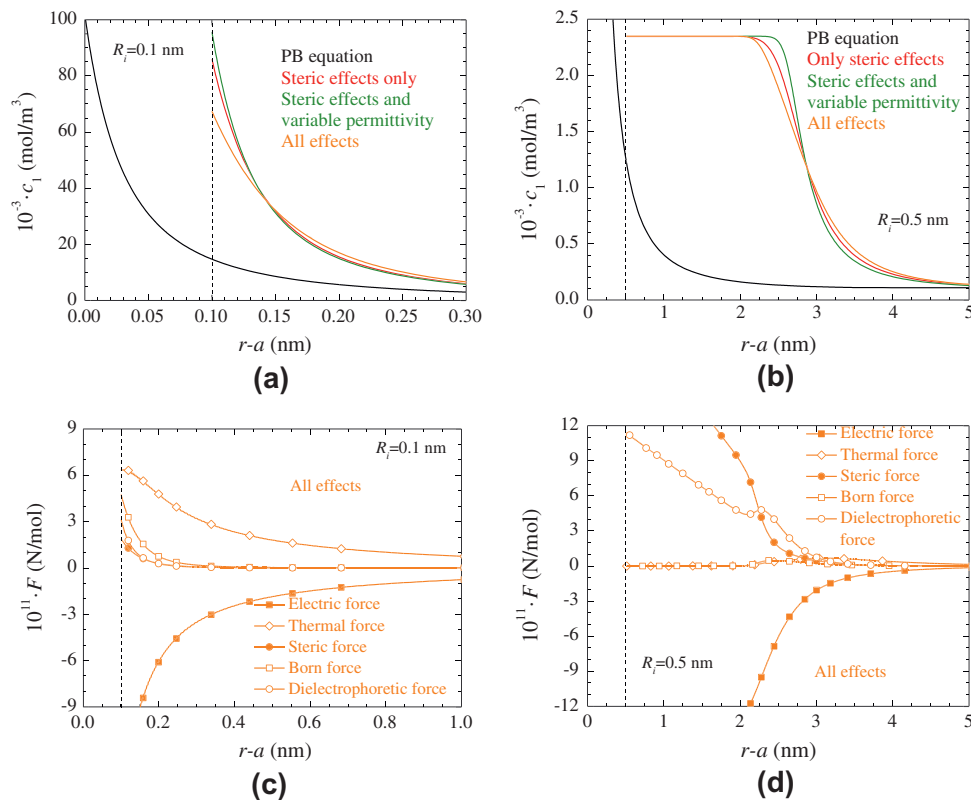 100
80
60
40
20
0
0.00 0.05 0.10 0.15 0.20 0.25 0.30
10⁻³·c₁ (mol/m³)
r-a (nm)
Rᵢ=0.1 nm
PB equation
Steric effects only
Steric effects and
variable permittivity
All effects
(a)
2.5
2.0
1.5
1.0
0.5
0.0
0 1 2 3 4 5
10⁻³·c₁ (mol/m³)
r-a (nm)
PB equation
Only steric effects
Steric effects and
variable permittivity
All effects
Rᵢ=0.5 nm
(b)
9
6
3
0
-3
-6
-9
0.0 0.2 0.4 0.6 0.8 1.0
10¹¹·F (N/mol)
r-a (nm)
Rᵢ=0.1 nm
All effects
Electric force
Thermal force
Steric force
Born force
Dielectrophoretic force
(c)
12
9
6
3
0
-3
-6
-9
-12
0 1 2 3 4 5
10¹¹·F (N/mol)
r-a (nm)
Electric force
Thermal force
Steric force
Born force
Dielectrophoretic
force
Rᵢ=0.5 nm
All effects
(d)